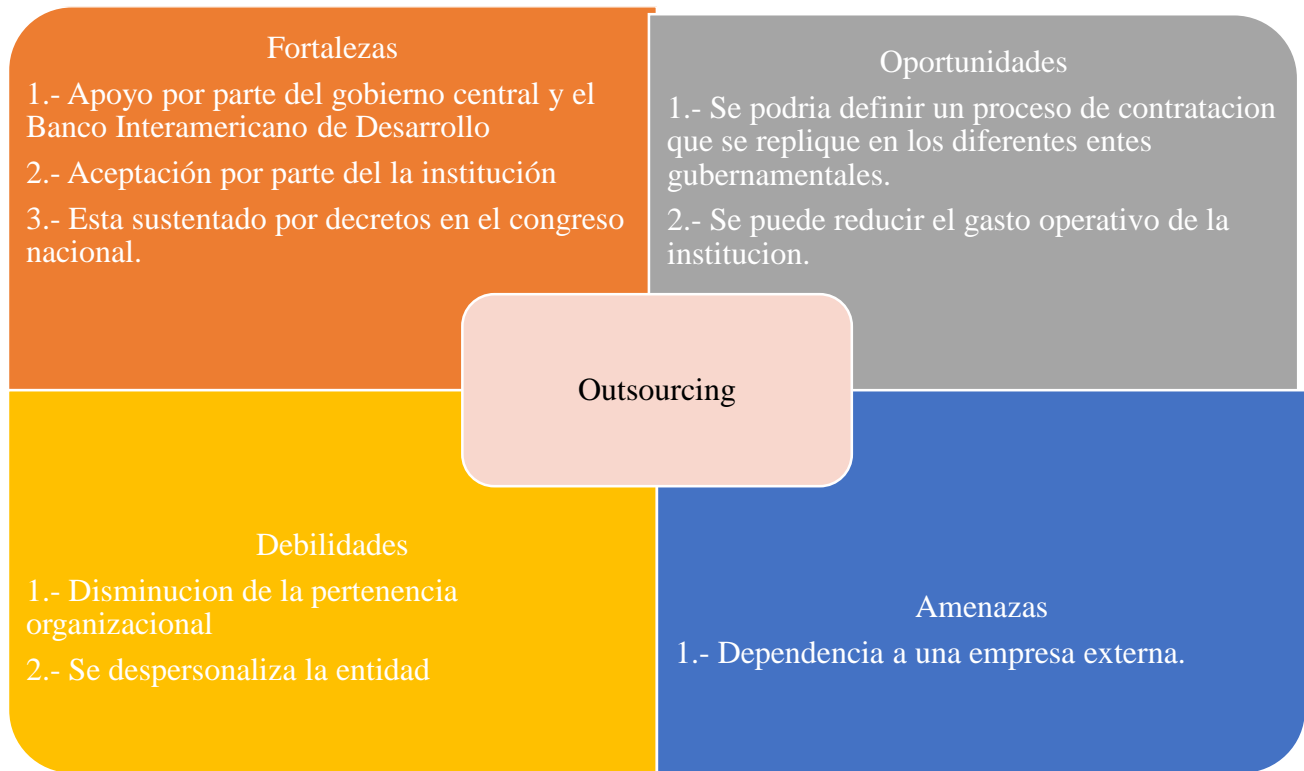 Fortalezas
1.- Apoyo por parte del gobierno central y el
Banco Interamericano de Desarrollo
2.- Aceptación por parte del la institución
3.- Esta sustentado por decretos en el congreso
nacional.
Oportunidades
1.- Se podria definir un proceso de contratacion
que se replique en los diferentes entes
gubernamentales.
2.- Se puede reducir el gasto operativo de la
institucion.
Outsourcing
Debilidades
1.- Disminucion de la pertenencia
organizacional
2.- Se despersonaliza la entidad
Amenazas
1.- Dependencia a una empresa externa.